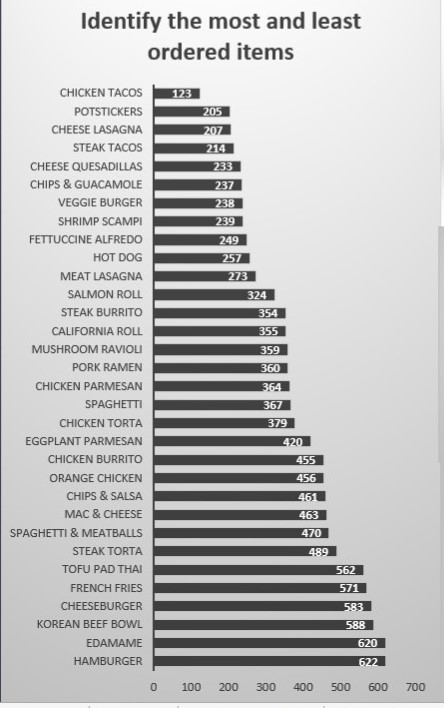 Identify the most and least
ordered items
CHICKEN TACOS 123
POTSTICKERS 205
CHEESE LASAGNA 207
STEAK TACOS 214
CHEESE QUESADILLAS 233
CHIPS & GUACAMOLE 237
VEGGIE BURGER 238
SHRIMP SCAMPI 239
FETTUCCINE ALFREDO 249
HOT DOG 257
MEAT LASAGNA 273
SALMON ROLL 324
STEAK BURRITO 354
CALIFORNIA ROLL 355
MUSHROOM RAVIOLI 359
PORK RAMEN 360
CHICKEN PARMESAN 364
SPAGHETTI 367
CHICKEN TORTA 379
EGGPLANT PARMESAN 420
CHICKEN BURRITO 455
ORANGE CHICKEN 456
CHIPS & SALSA 461
MAC & CHEESE 463
SPAGHETTI & MEATBALLS 470
STEAK TORTA 489
TOFU PAD THAI 562
FRENCH FRIES 571
CHEESEBURGER 583
KOREAN BEEF BOWL 588
EDAMAME 620
HAMBURGER 622
0 100 200 300 400 500 600 700